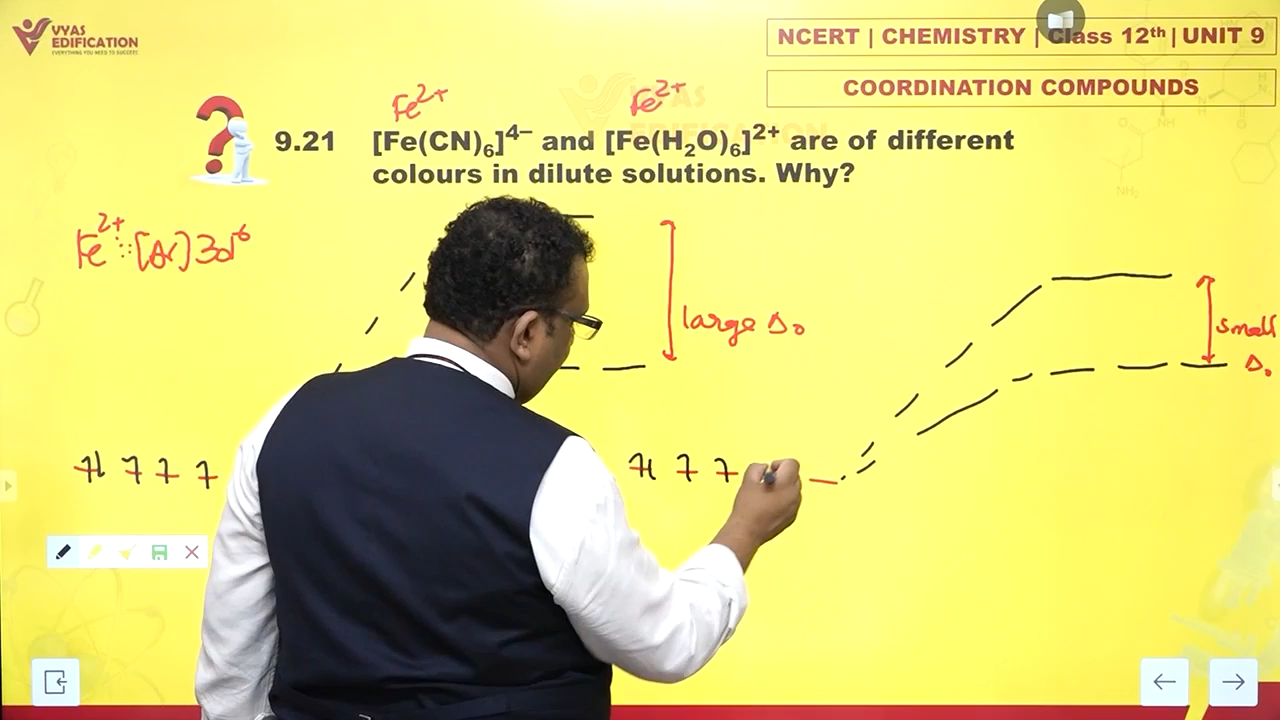 VYAS
EDIFICATION
EVERYTHING YOU NEED TO SUCCEED
NCERT | CHEMISTRY | Class 12th | UNIT 9
COORDINATION COMPOUNDS
Fe²⁺ Fe²⁺
9.21 [Fe(CN)₆]⁴⁻ and [Fe(H₂O)₆]²⁺ are of different
colours in dilute solutions. Why?
Fe²⁺: [Ar] 3d⁶
large Δ₀
small
Δ₀